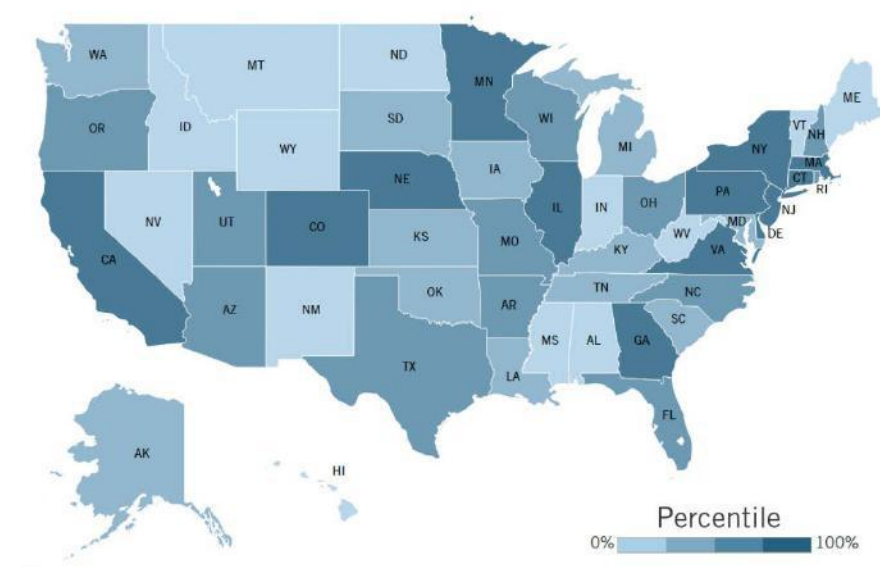 WA
MT
ND
MN
ME
OR
ID
SD
WI
VT
NH
WY
MI
NY
MA
CT
RI
IA
NE
PA
NV
UT
CO
IL
IN
OH
NJ
MD
DE
CA
KS
MO
WV
VA
KY
AZ
NM
OK
TN
NC
AR
SC
MS
AL
GA
TX
LA
FL
AK
HI
Percentile
0% 100%